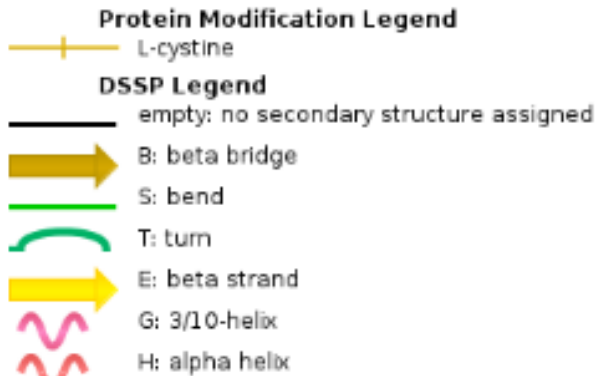 Protein Modification Legend
L-cystine
DSSP Legend
empty: no secondary structure assigned
B: beta bridge
S: bend
T: turn
E: beta strand
G: 3/10-helix
H: alpha helix